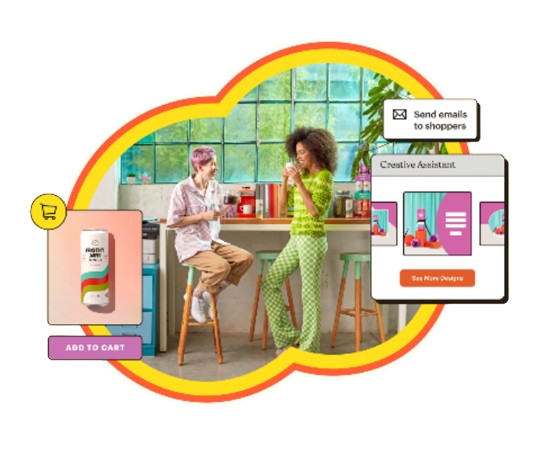 Send emails
to shoppers
Creative Assistant
See More Designs
ADD TO CART